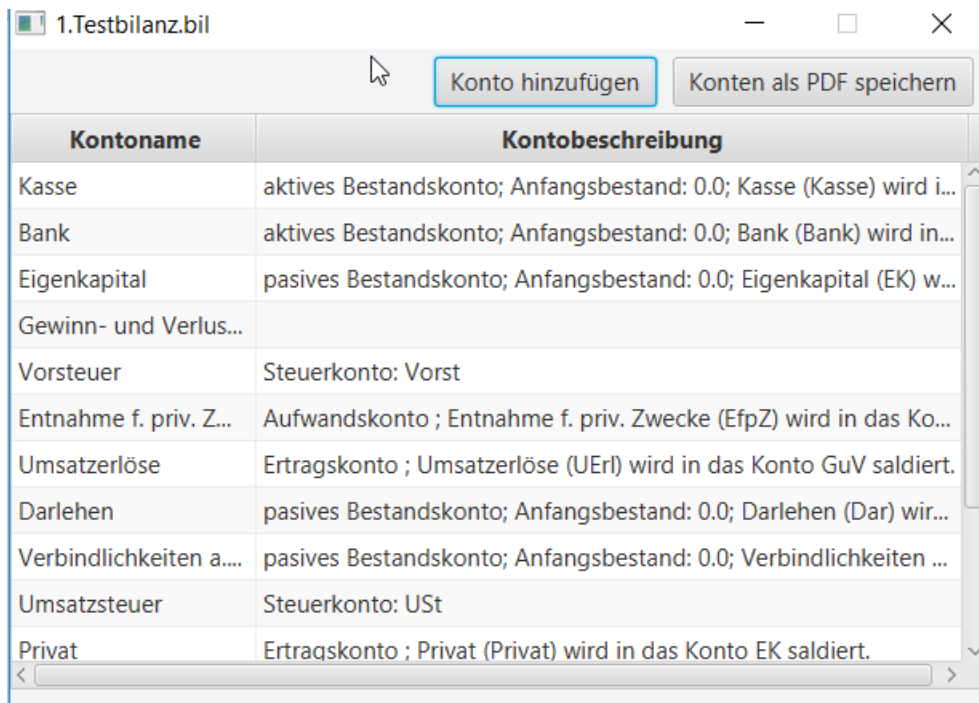 1.Testbilanz.bil
Konto hinzufügen Konten als PDF speichern
Kontoname Kontobeschreibung
Kasse aktives Bestandskonto; Anfangsbestand: 0.0; Kasse (Kasse) wird i...
Bank aktives Bestandskonto; Anfangsbestand: 0.0; Bank (Bank) wird in...
Eigenkapital pasives Bestandskonto; Anfangsbestand: 0.0; Eigenkapital (EK) w...
Gewinn- und Verlus...
Vorsteuer Steuerkonto: Vorst
Entnahme f. priv. Z... Aufwandskonto ; Entnahme f. priv. Zwecke (EfpZ) wird in das Ko...
Umsatzerlöse Ertragskonto ; Umsatzerlöse (UErl) wird in das Konto GuV saldiert.
Darlehen pasives Bestandskonto; Anfangsbestand: 0.0; Darlehen (Dar) wir...
Verbindlichkeiten a.... pasives Bestandskonto; Anfangsbestand: 0.0; Verbindlichkeiten ...
Umsatzsteuer Steuerkonto: USt
Privat Ertragskonto ; Privat (Privat) wird in das Konto EK saldiert.